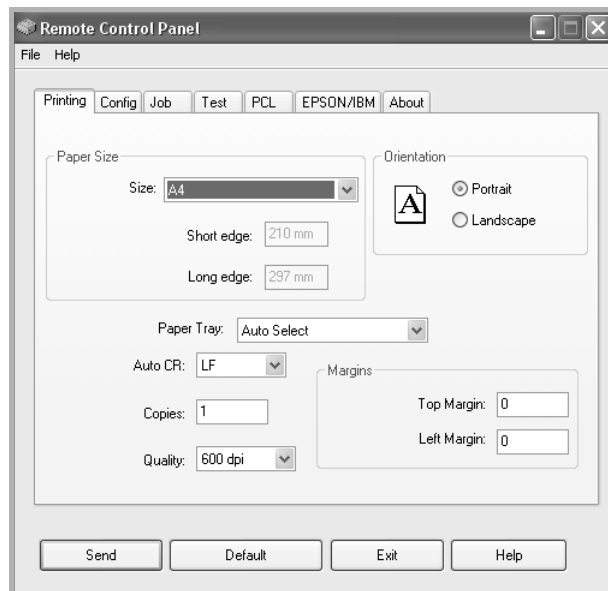 Remote Control Panel
File Help
Printing Config Job Test PCL EPSON/IBM About
Paper Size
Size: A4
Short edge: 210 mm
Long edge: 297 mm
Orientation
A
Portrait
Landscape
Paper Tray: Auto Select
Auto CR: LF
Copies: 1
Quality: 600 dpi
Margins
Top Margin: 0
Left Margin: 0
Send Default Exit Help